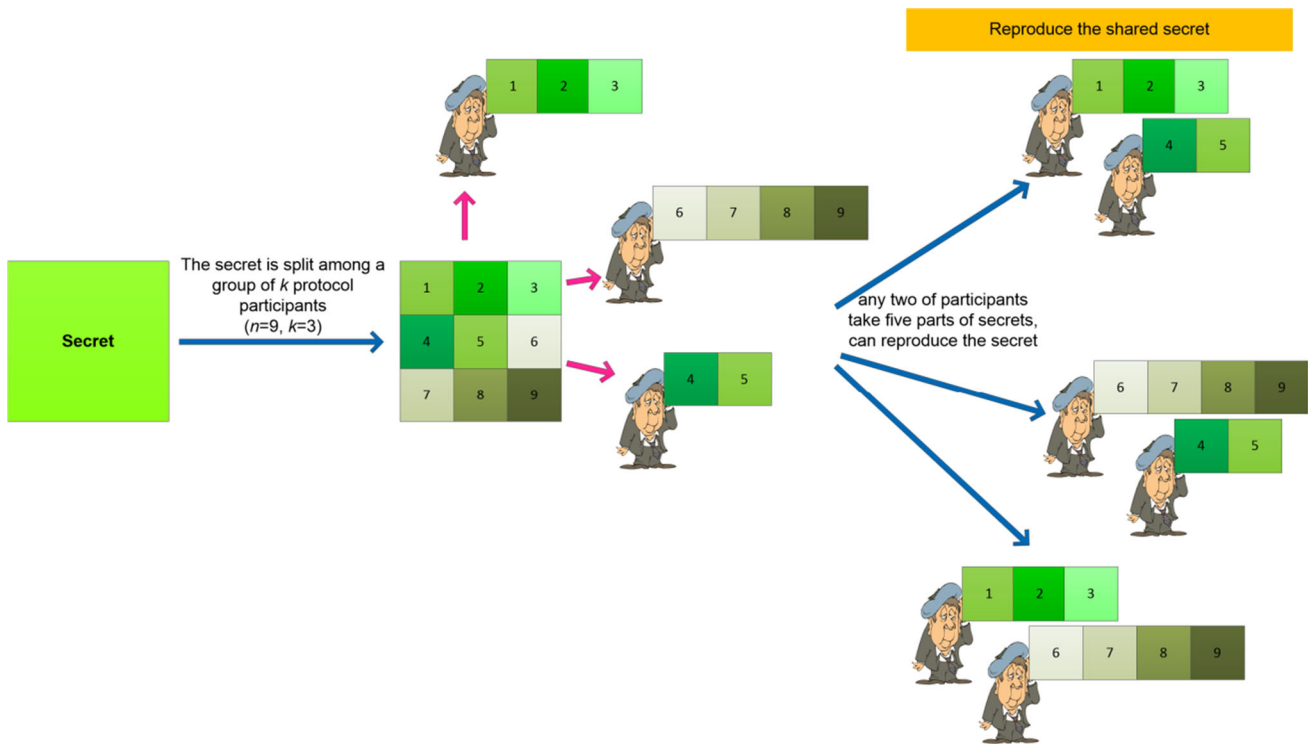 Reproduce the shared secret
1 2 3
1 2 3
4 5
6 7 8 9
The secret is split among a
group of k protocol
participants
(n=9, k=3)
Secret
1 2 3
4 5 6
7 8 9
any two of participants
take five parts of secrets,
can reproduce the secret
4 5
6 7 8 9
4 5
1 2 3
6 7 8 9